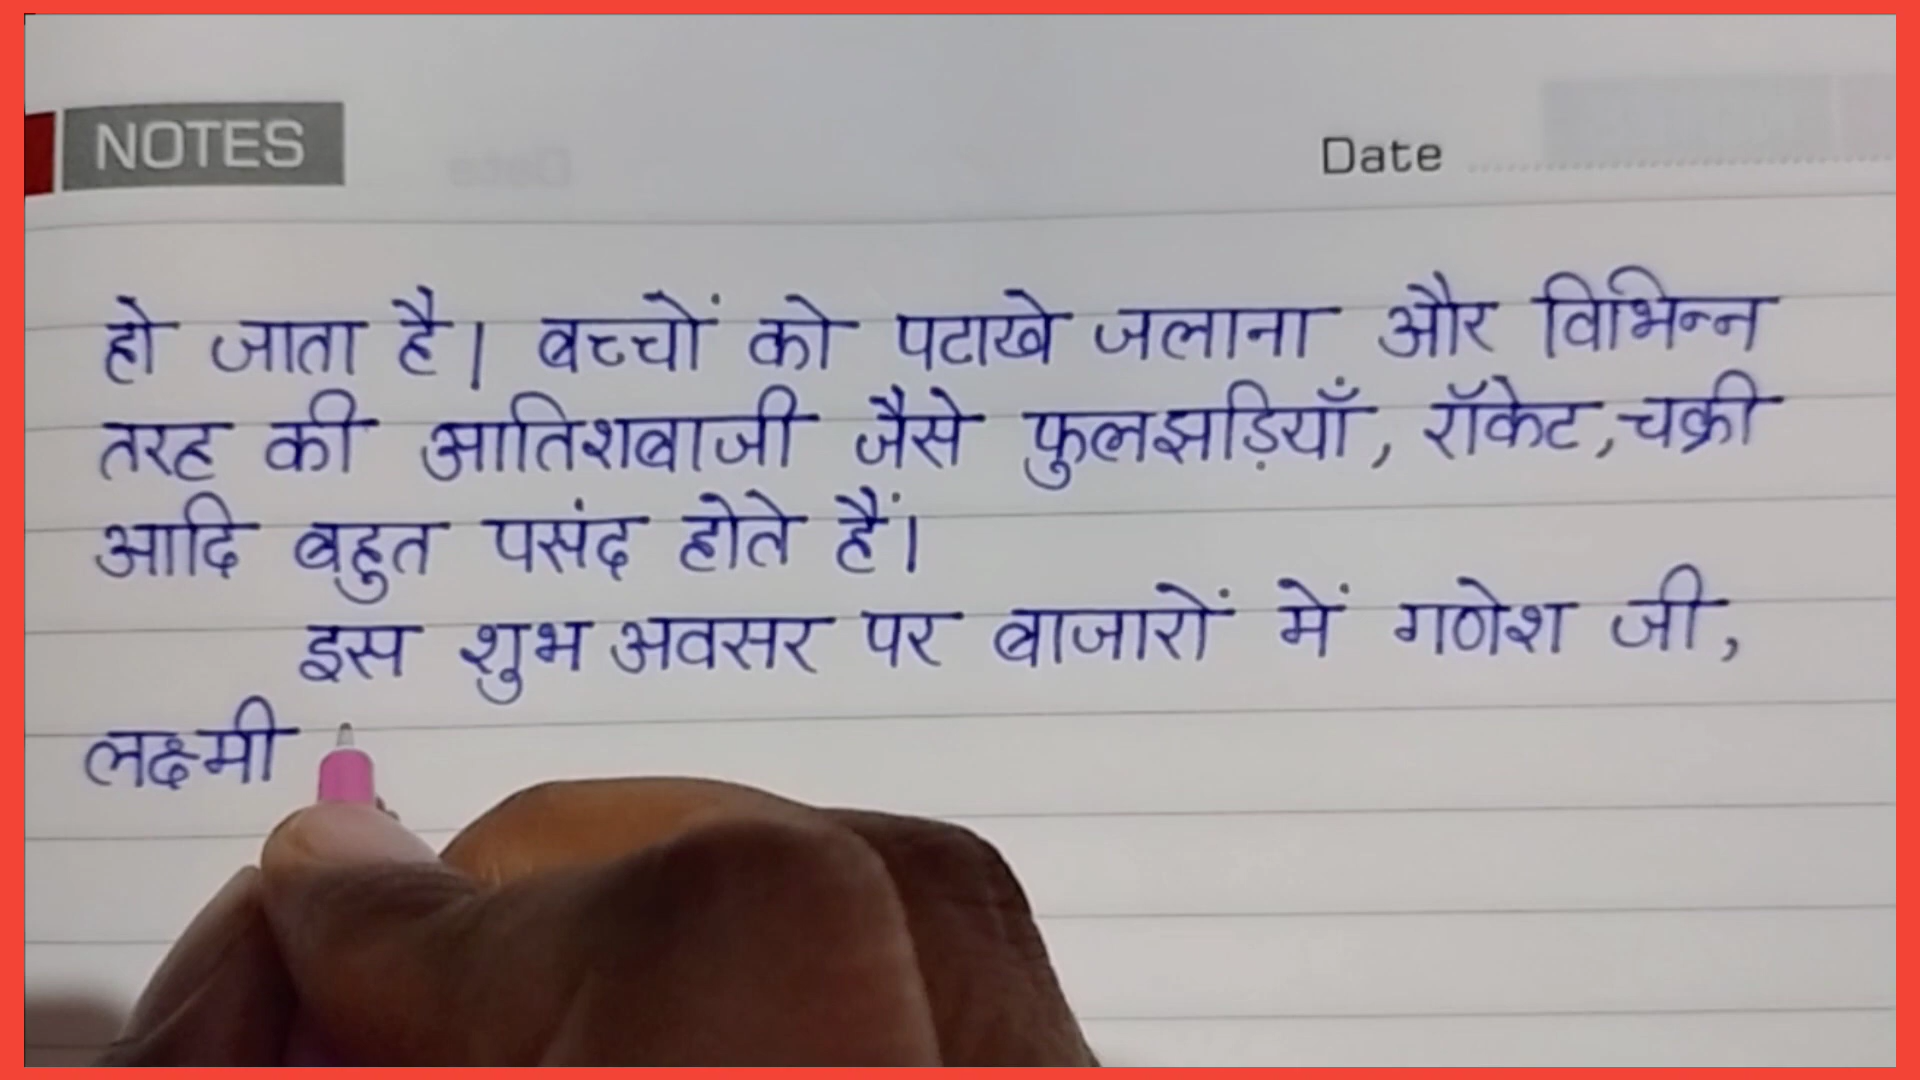 NOTES
Date
हो जाता है। बच्चों को पटाखे जलाना और विभिन्न
तरह की आतिशबाजी जैसे फुलझड़ियाँ, रॉकेट, चक्री
आदि बहुत पसंद होते हैं।
इस शुभ अवसर पर बाजारों में गणेश जी,
लक्ष्मी